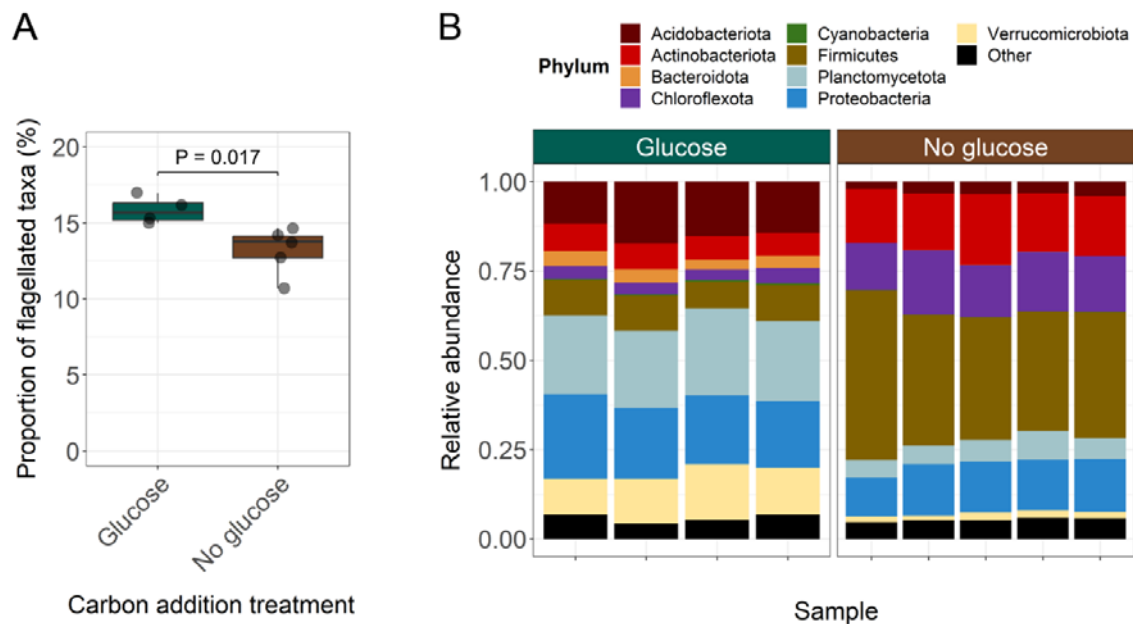 A
Proportion of flagellated taxa (%)
20
15
10
5
0
P = 0.017
Glucose
No glucose
Carbon addition treatment
B
Phylum
Acidobacteriota
Actinobacteriota
Bacteroidota
Chloroflexota
Cyanobacteria
Firmicutes
Planctomycetota
Proteobacteria
Verrucomicrobiota
Other
Glucose
No glucose
Relative abundance
1.00
0.75
0.50
0.25
0.00
Sample